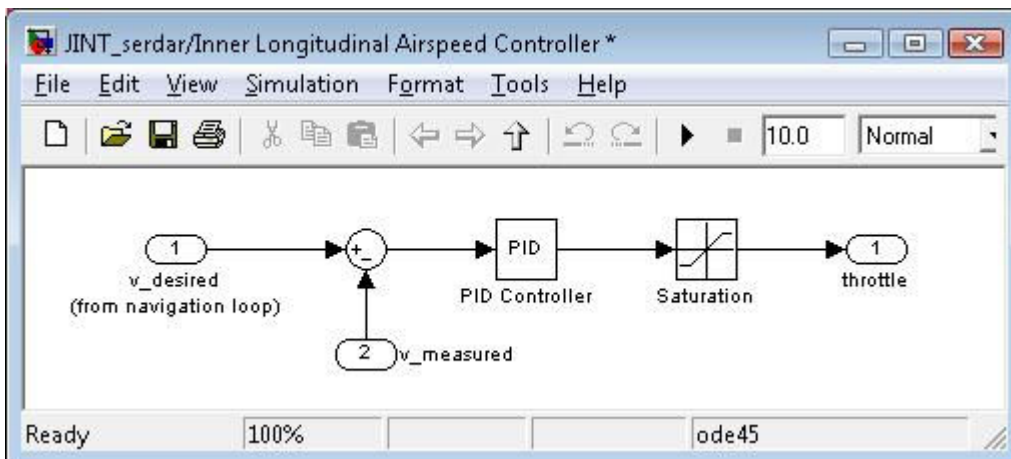 JINT_serdar/Inner Longitudinal Airspeed Controller *
File Edit View Simulation Format Tools Help
10.0 Normal
1
v_desired
(from navigation loop)
+
-
PID
PID Controller
Saturation
1
throttle
2
v_measured
Ready 100% ode45